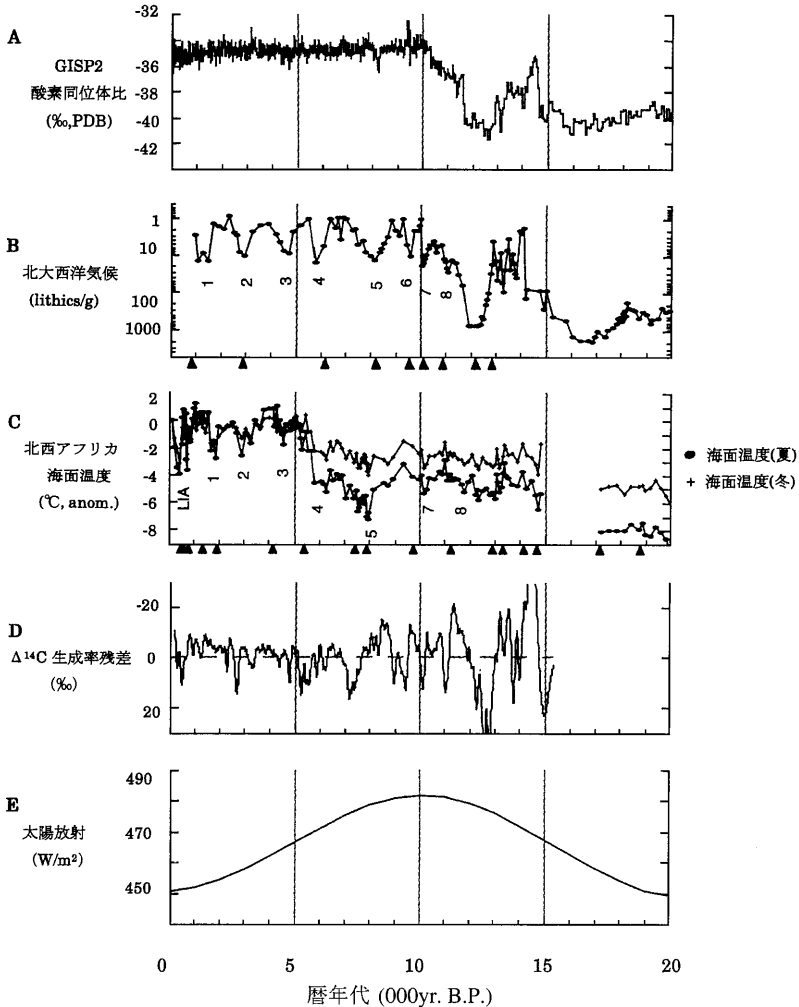 A
GISP2
酸素同位体比
(‰,PDB)
-32
-36
-38
-40
-42
B
北大西洋気候
(lithics/g)
1
10
100
1000
1
2
3
4
5
6
7
8
C
北西アフリカ
海面温度
(℃, anom.)
2
0
-2
-4
-6
-8
LIA
1
2
3
4
5
7
8
海面温度(夏)
+ 海面温度(冬)
D
Δ14C 生成率残差
(‰)
-20
0
20
E
太陽放射
(W/m²)
490
470
450
0 5 10 15 20
暦年代 (000yr. B.P.)